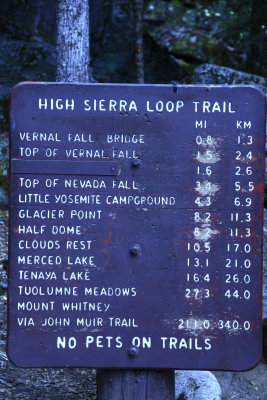 HIGH SIERRA LOOP TRAIL
MI KM
VERNAL FALL BRIDGE 0.8 1.3
TOP OF VERNAL FALL 1.5 2.4
1.6 2.6
TOP OF NEVADA FALL 3.4 5.5
LITTLE YOSEMITE CAMPGROUND 4.3 6.9
GLACIER POINT 8.2 11.3
HALF DOME 8.2 11.3
CLOUDS REST 10.5 17.0
MERCED LAKE 13.1 21.0
TENAYA LAKE 16.4 26.0
TUOLUMNE MEADOWS 27.3 44.0
MOUNT WHITNEY
VIA JOHN MUIR TRAIL 211.0 340.0
NO PETS ON TRAILS